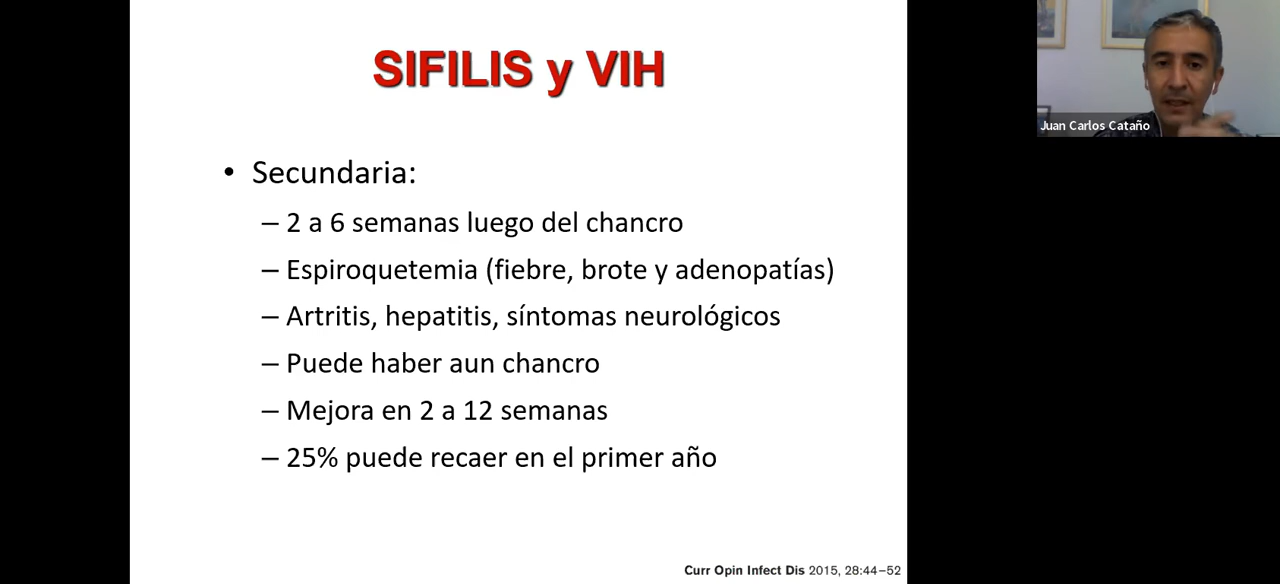 SIFILIS y VIH
• Secundaria:
– 2 a 6 semanas luego del chancro
– Espiroquetemia (fiebre, brote y adenopatías)
– Artritis, hepatitis, síntomas neurológicos
– Puede haber aun chancro
– Mejora en 2 a 12 semanas
– 25% puede recaer en el primer año
Curr Opin Infect Dis 2015, 28:44–52
Juan Carlos Cataño